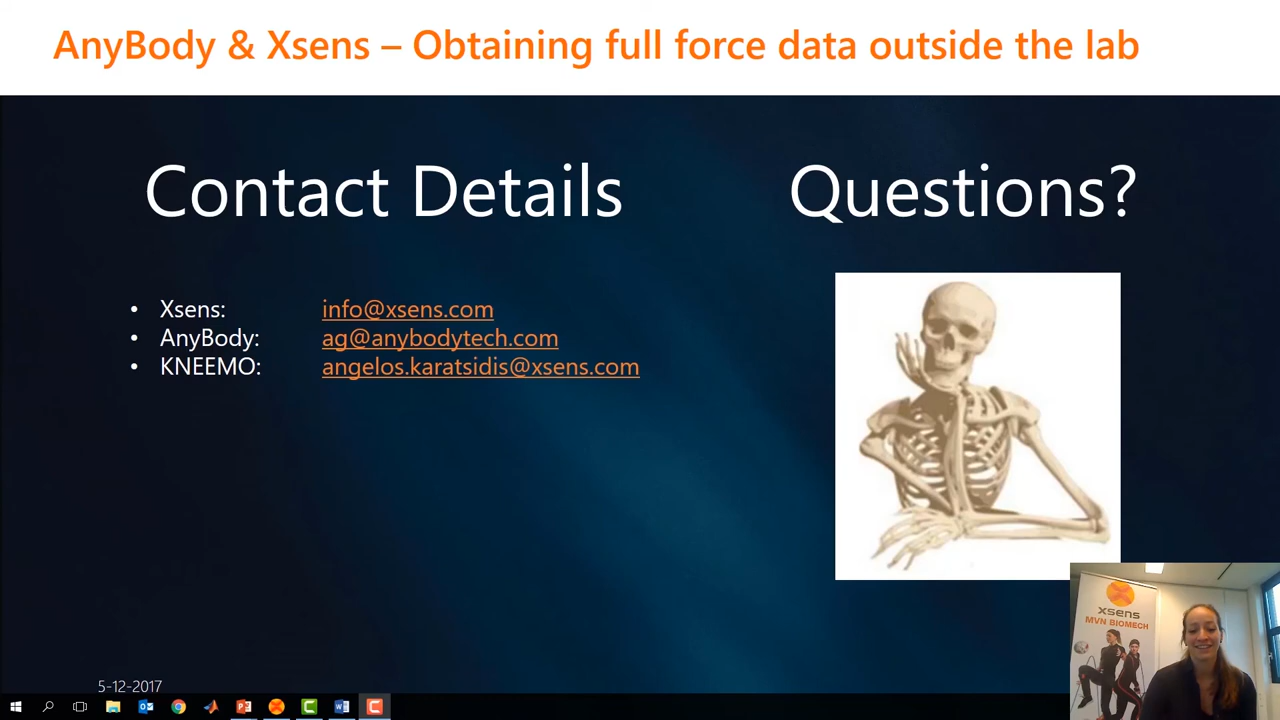 AnyBody & Xsens – Obtaining full force data outside the lab
Contact Details
Questions?
• Xsens: info@xsens.com
• AnyBody: ag@anybodytech.com
• KNEEMO: angelos.karatsidis@xsens.com
xsens
MVN BIOMECH
5-12-2017